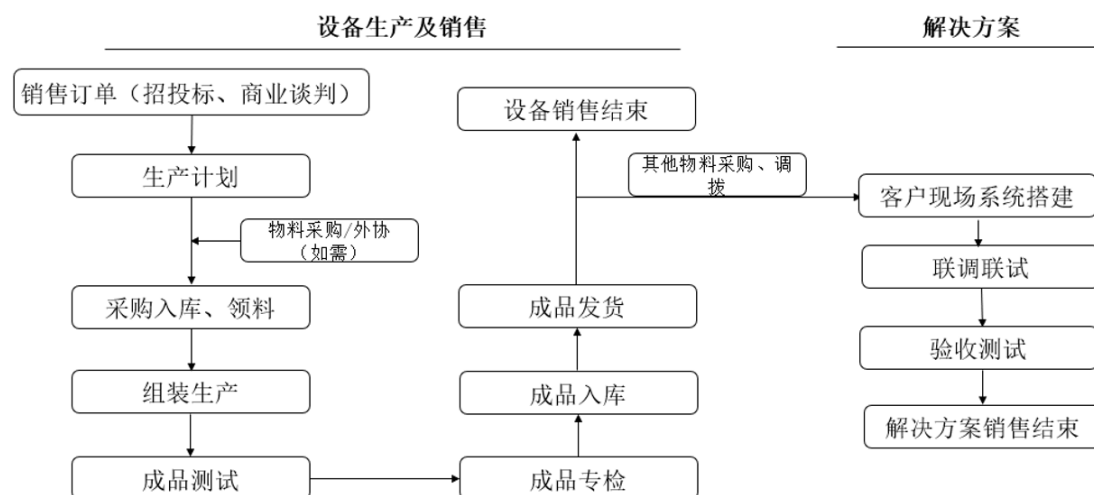 设备生产及销售
解决方案
销售订单（招投标、商业谈判）
生产计划
物料采购/外协
（如需）
采购入库、领料
组装生产
成品测试
成品专检
成品入库
成品发货
设备销售结束
其他物料采购、调
拨
客户现场系统搭建
联调联试
验收测试
解决方案销售结束